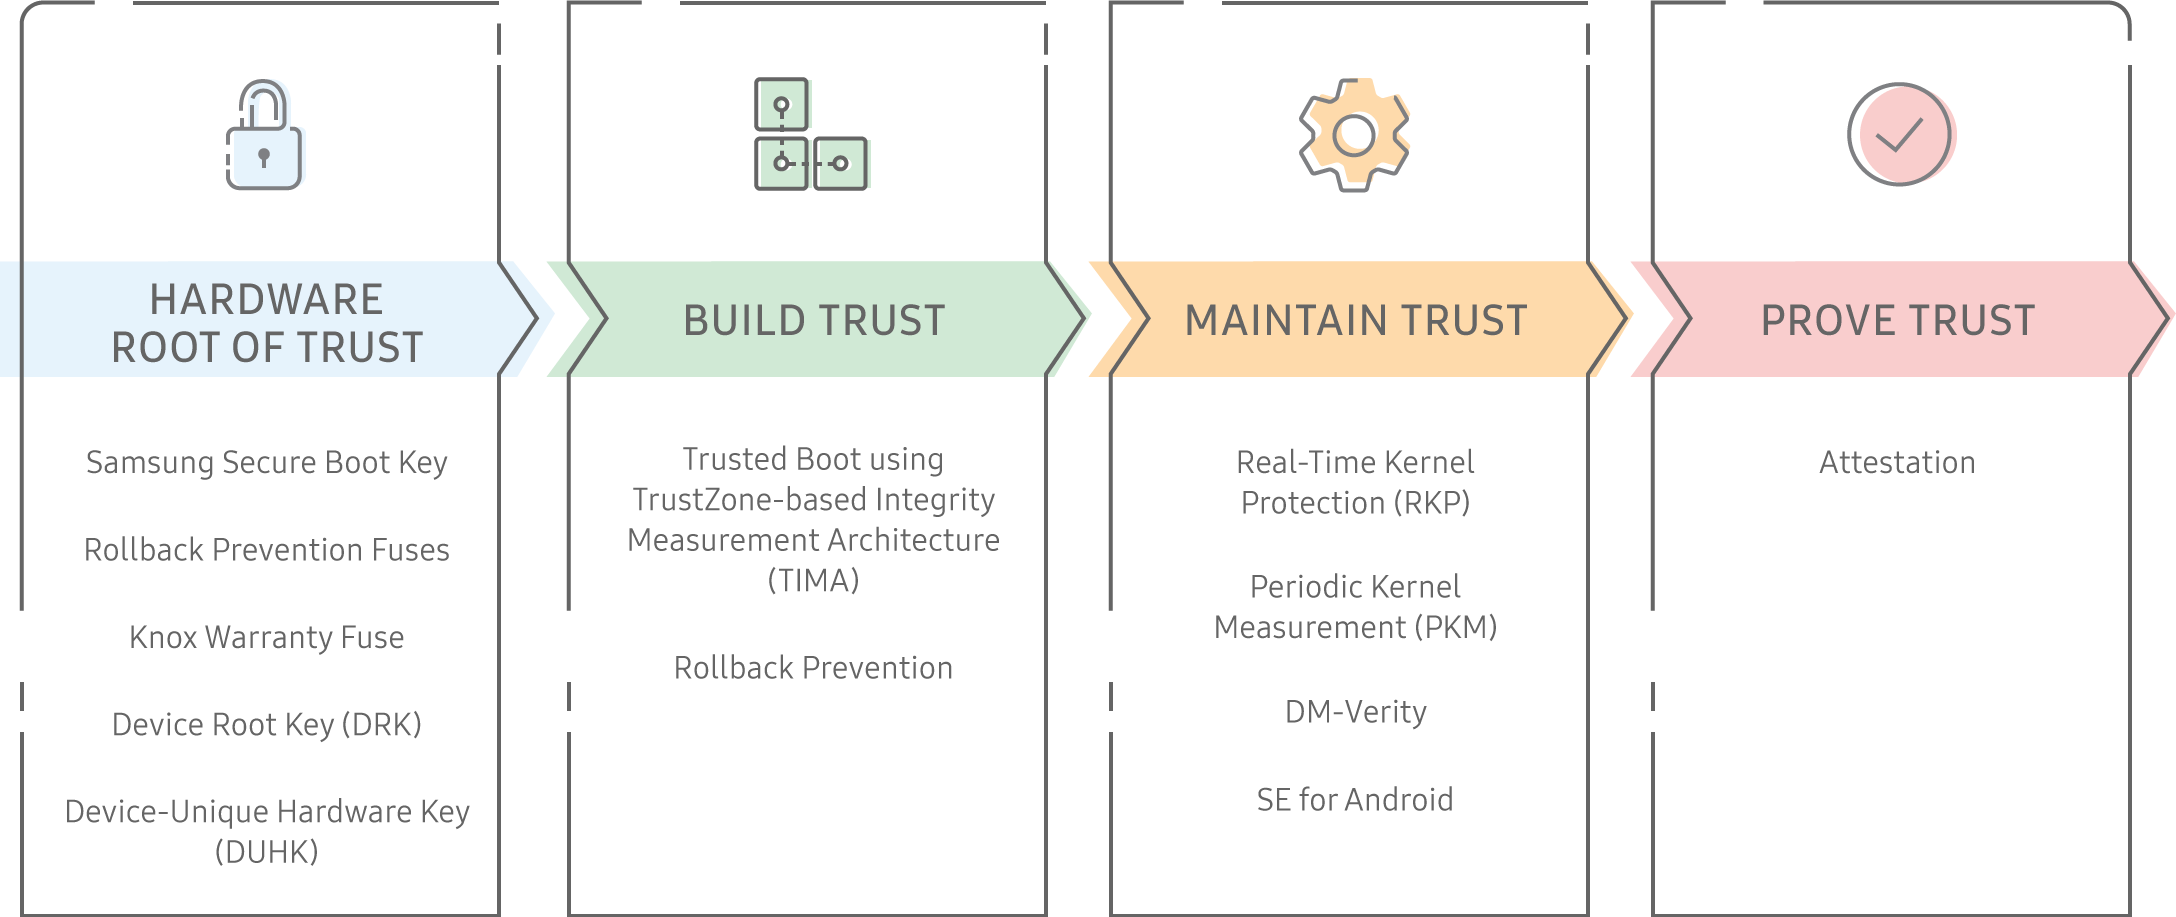 HARDWARE
ROOT OF TRUST
Samsung Secure Boot Key
Rollback Prevention Fuses
Knox Warranty Fuse
Device Root Key (DRK)
Device-Unique Hardware Key
(DUHK)
BUILD TRUST
Trusted Boot using
TrustZone-based Integrity
Measurement Architecture
(TIMA)
Rollback Prevention
MAINTAIN TRUST
Real-Time Kernel
Protection (RKP)
Periodic Kernel
Measurement (PKM)
DM-Verity
SE for Android
PROVE TRUST
Attestation